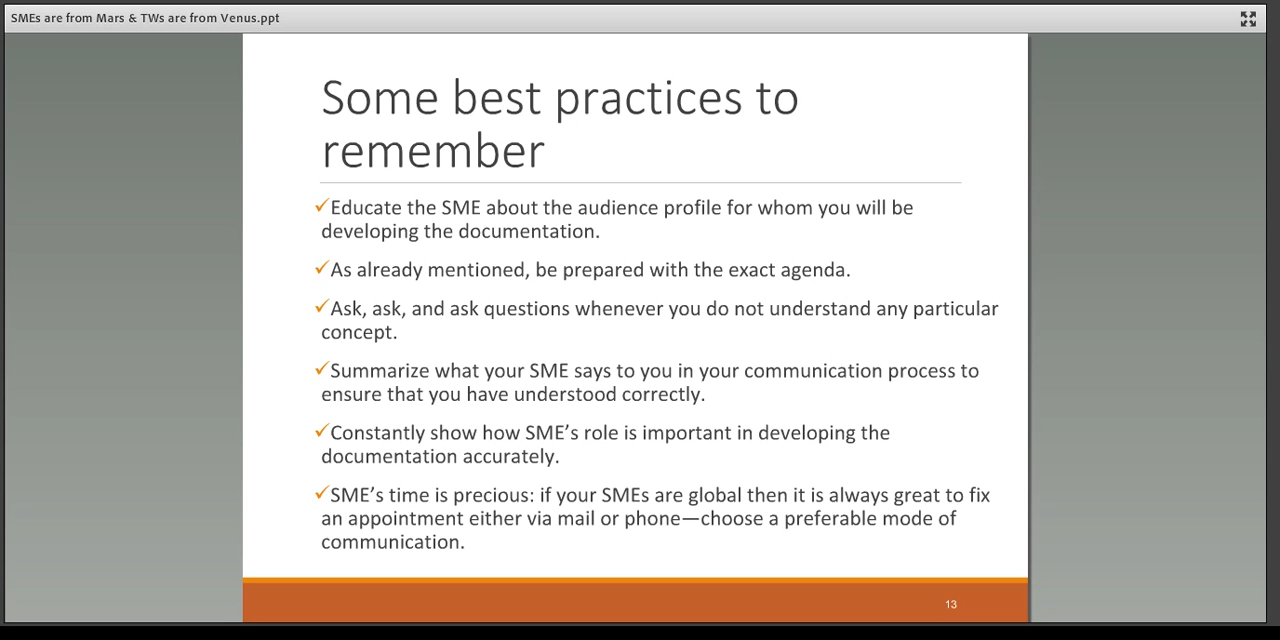 SMEs are from Mars & TWs are from Venus.ppt
Some best practices to
remember
✓Educate the SME about the audience profile for whom you will be
developing the documentation.
✓As already mentioned, be prepared with the exact agenda.
✓Ask, ask, and ask questions whenever you do not understand any particular
concept.
✓Summarize what your SME says to you in your communication process to
ensure that you have understood correctly.
✓Constantly show how SME’s role is important in developing the
documentation accurately.
✓SME’s time is precious: if your SMEs are global then it is always great to fix
an appointment either via mail or phone—choose a preferable mode of
communication.
13